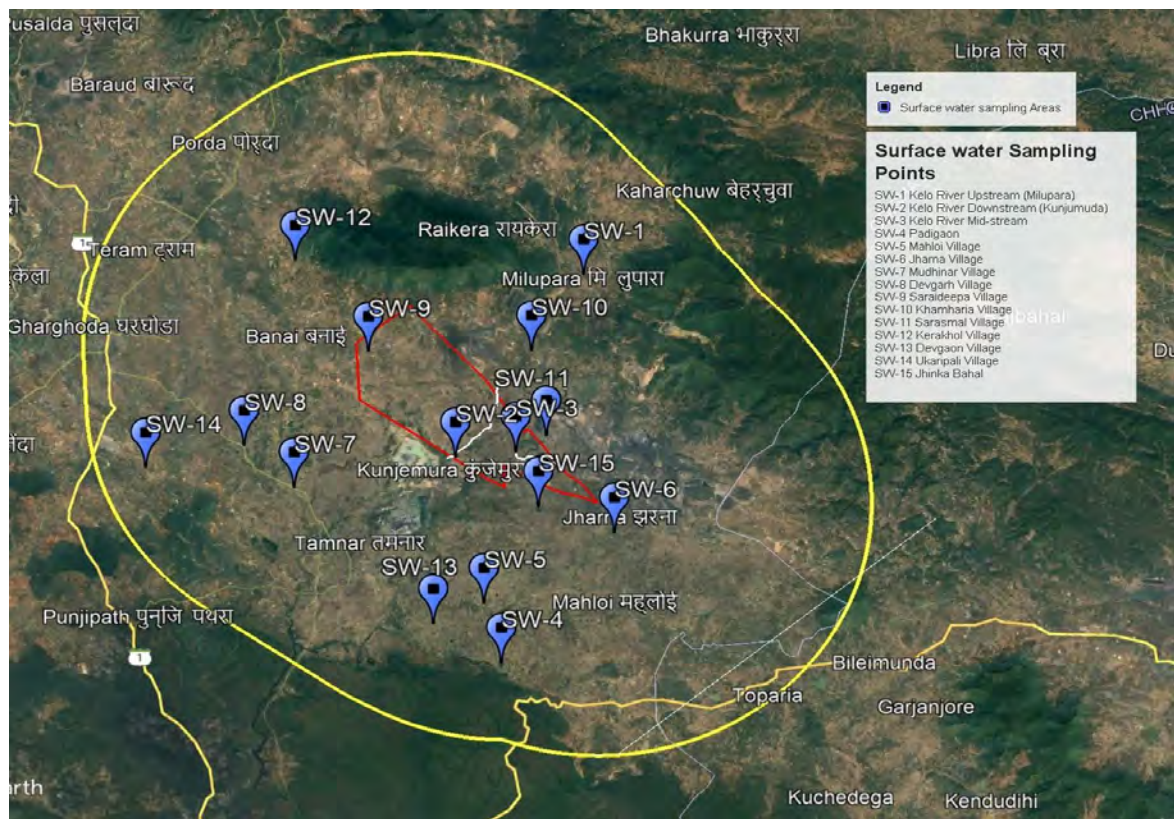 पुसल्दा
Bhakurra भाकुर्रा
Libra लि ब्रा
Baraud बारूद
Legend
Surface water sampling Areas
Porda पोर्दा
Surface water Sampling
Points
SW-1 Kelo River Upstream (Milupara)
SW-2 Kelo River Downstream (Kunjumuda)
SW-3 Kelo River Mid-stream
SW-4 Padigaon
SW-5 Mahloi Village
SW-6 Jharna Village
SW-7 Mudhinar Village
SW-8 Devgarh Village
SW-9 Saraideepa Village
SW-10 Khamharia Village
SW-11 Sarasmal Village
SW-12 Kerakhol Village
SW-13 Devgaon Village
SW-14 Ukaripali Village
SW-15 Jhinka Bahal
Kaharchuw बेहर्चुवा
SW-12
Raikera रायकेरा
SW-1
Teram ट्राम
Milupara मि लुपारा
SW-9
SW-10
Gharghoda घरघोडा
Banai बनाई
SW-11
SW-8
SW-2
SW-3
SW-14
SW-7
Kunjemura
SW-15
SW-6
Jharna झरना
Tamnar तमनार
SW-13
SW-5
Mahloi मह्लोई
Punjipath पुन्जि पथरा
SW-4
1
Bileimunda
Toparia
Garjanjore
Kuchedega
Kendudihi